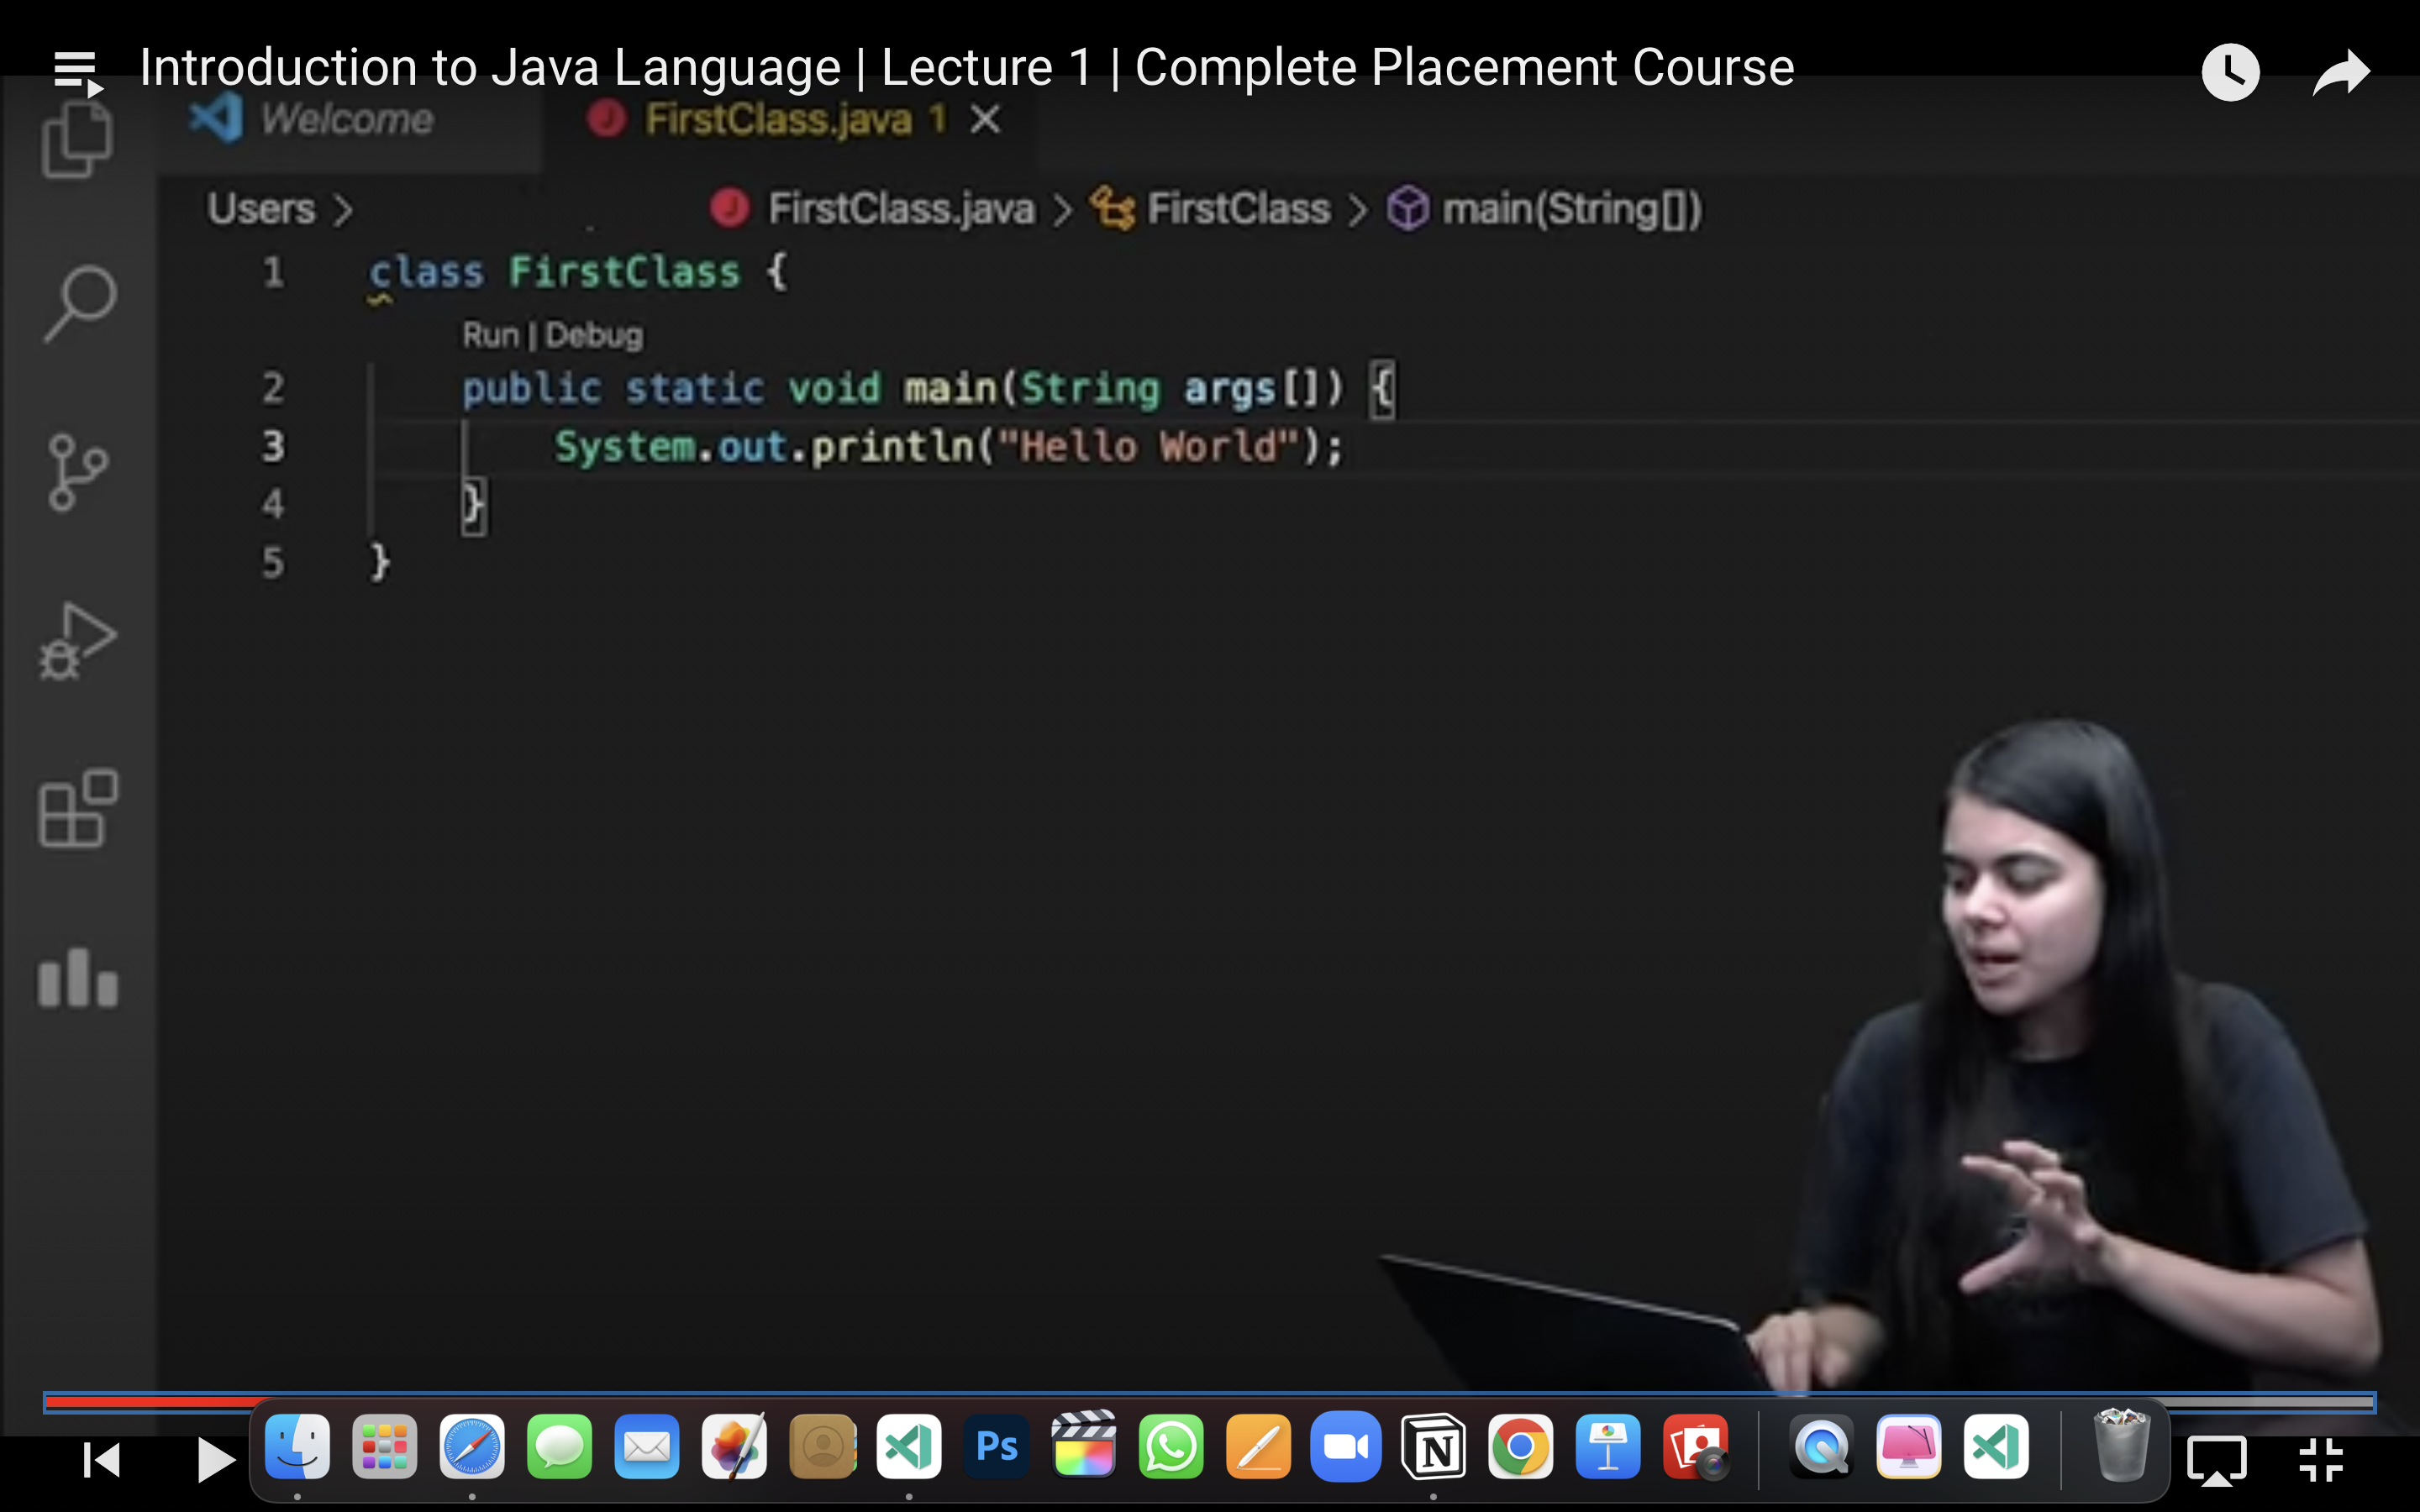 Introduction to Java Language | Lecture 1 | Complete Placement Course
Welcome
FirstClass.java 1
Users > FirstClass.java > FirstClass > main(String[])
1 class FirstClass {
Run | Debug
2 public static void main(String args[]) {
3 System.out.println("Hello World");
4 }
5 }
Ps
N